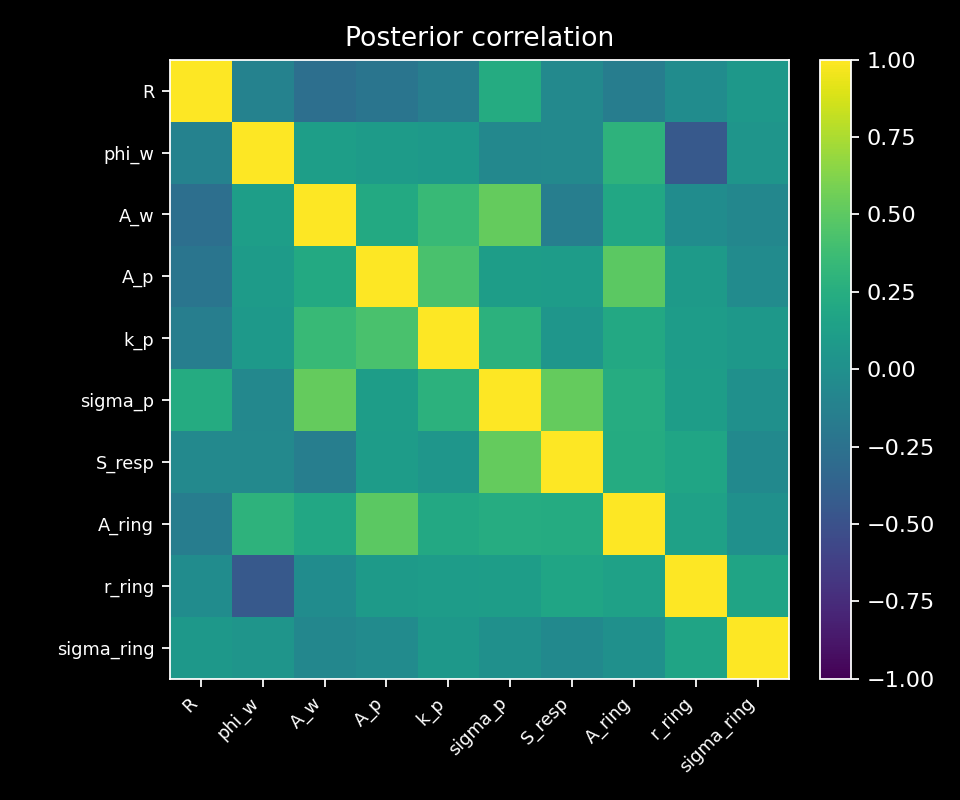 Posterior correlation
R
phi_w
A_w
A_p
k_p
sigma_p
S_resp
A_ring
r_ring
sigma_ring
R
phi_w
A_w
A_p
k_p
sigma_p
S_resp
A_ring
r_ring
sigma_ring
1.00
0.75
0.50
0.25
0.00
−0.25
−0.50
−0.75
−1.00